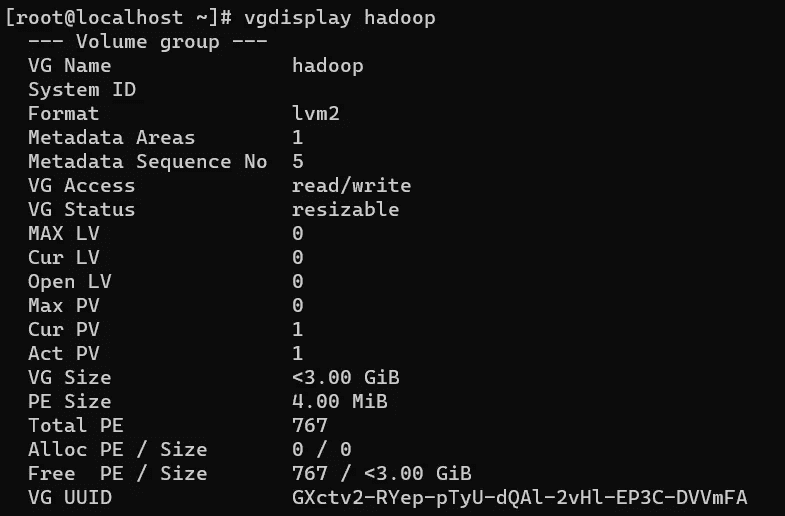 [root@localhost ~]# vgdisplay hadoop
  --- Volume group ---
  VG Name               hadoop
  System ID
  Format                lvm2
  Metadata Areas        1
  Metadata Sequence No  5
  VG Access             read/write
  VG Status             resizable
  MAX LV                0
  Cur LV                0
  Open LV               0
  Max PV                0
  Cur PV                1
  Act PV                1
  VG Size               <3.00 GiB
  PE Size               4.00 MiB
  Total PE              767
  Alloc PE / Size       0 / 0
  Free  PE / Size       767 / <3.00 GiB
  VG UUID               GXctv2-RYep-pTyU-dQAl-2vHl-EP3C-DVVmFA